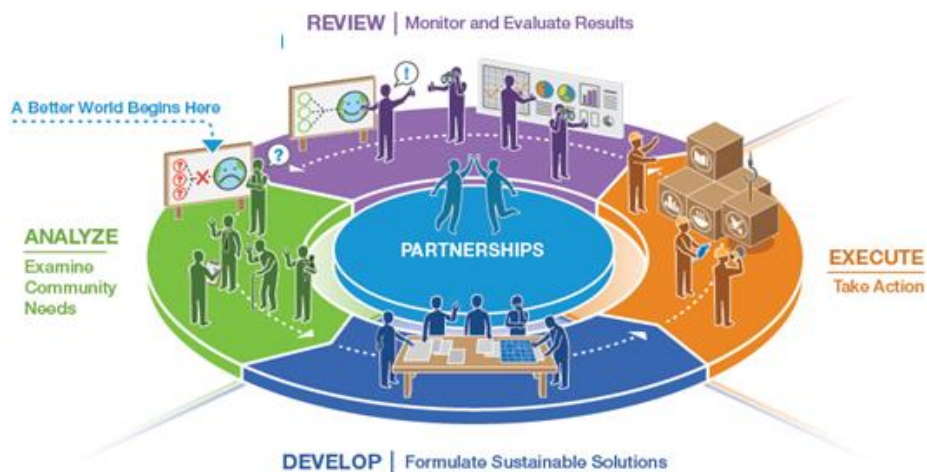 REVIEW | Monitor and Evaluate Results
A Better World Begins Here
!
?
? ? ? X
PARTNERSHIPS
ANALYZE
Examine
Community
Needs
EXECUTE
Take Action
DEVELOP | Formulate Sustainable Solutions